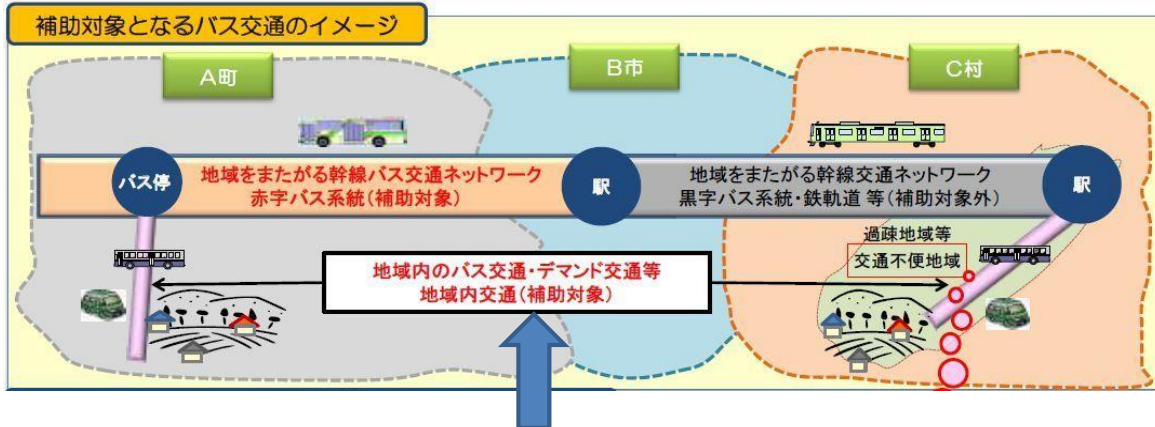 補助対象となるバス交通のイメージ
A町
B市
C村
バス停
地域をまたがる幹線バス交通ネットワーク
赤字バス系統(補助対象)
駅
地域をまたがる幹線交通ネットワーク
黒字バス系統・鉄軌道 等(補助対象外)
駅
過疎地域等
交通不便地域
地域内のバス交通・デマンド交通等
地域内交通(補助対象)